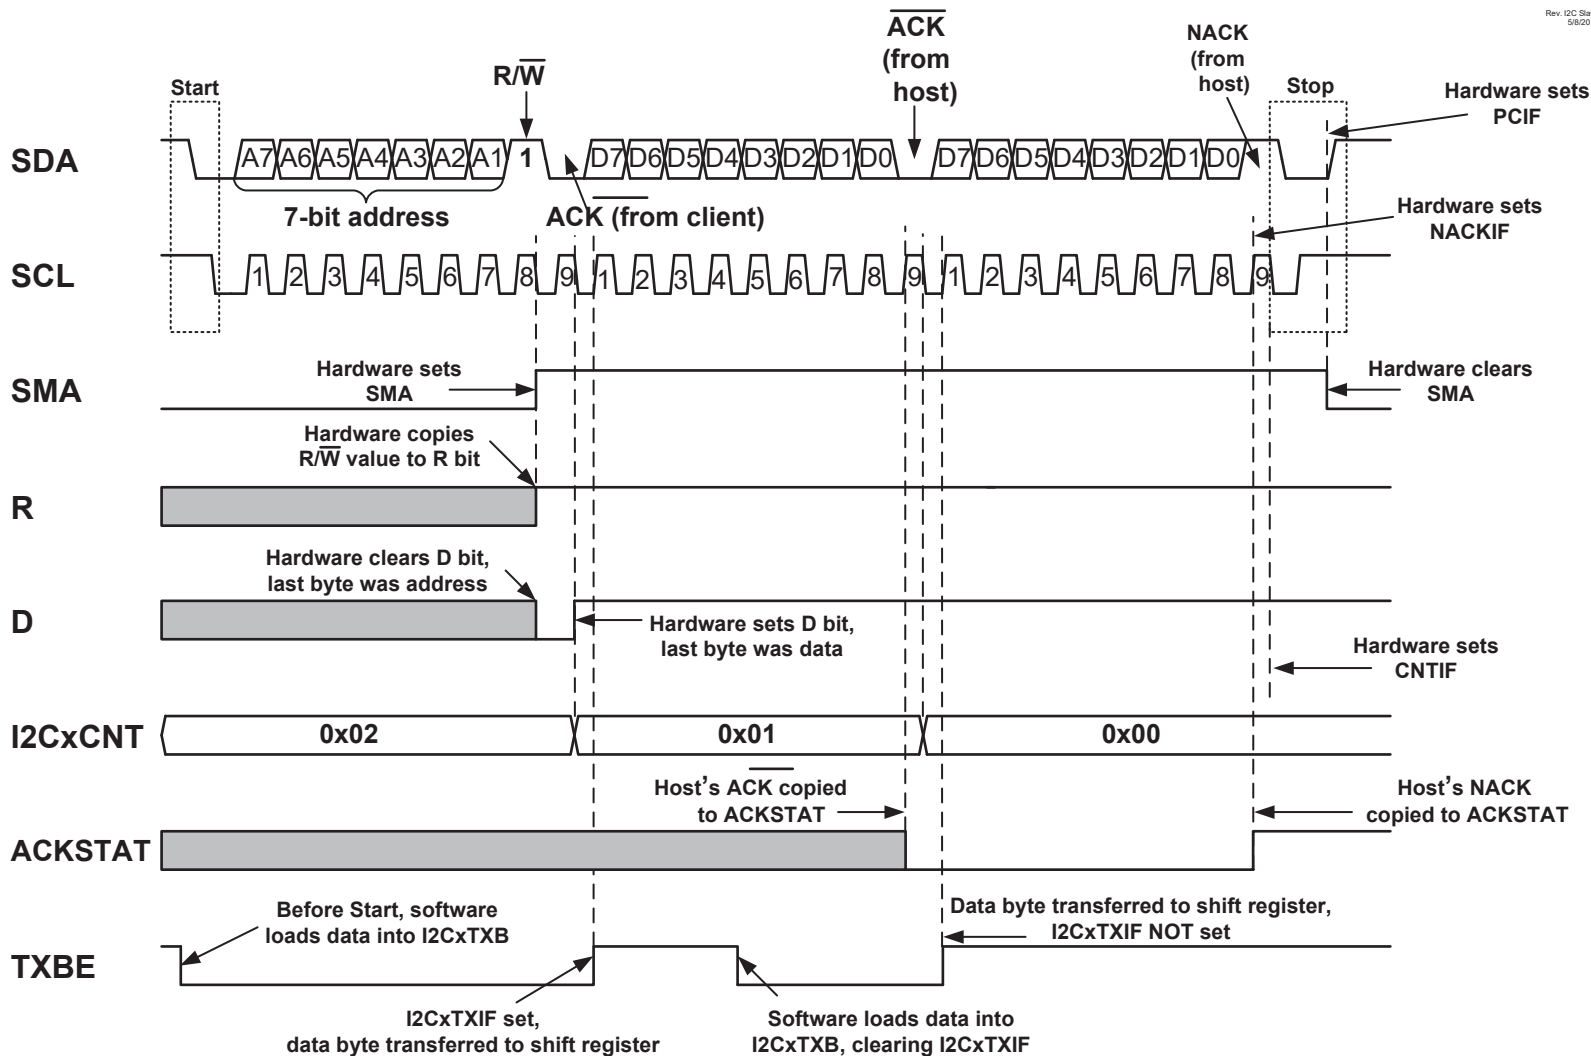 Rev. I2C Sla
5/8/20
Start
R/W
ACK
(from
host)
NACK
(from
host)
Stop
Hardware sets
PCIF
SDA
A7 A6 A5 A4 A3 A2 A1 1 D7 D6 D5 D4 D3 D2 D1 D0 D7 D6 D5 D4 D3 D2 D1 D0
7-bit address
ACK (from client)
Hardware sets
NACKIF
SCL
1 2 3 4 5 6 7 8 9 1 2 3 4 5 6 7 8 9 1 2 3 4 5 6 7 8 9
SMA
Hardware sets
SMA
Hardware clears
SMA
Hardware copies
R/W value to R bit
R
Hardware clears D bit,
last byte was address
D
Hardware sets D bit,
last byte was data
Hardware sets
CNTIF
I2CxCNT
0x02 0x01 0x00
Host's ACK copied
to ACKSTAT
Host's NACK
copied to ACKSTAT
ACKSTAT
Before Start, software
loads data into I2CxTXB
Data byte transferred to shift register,
I2CxTXIF NOT set
TXBE
I2CxTXIF set,
data byte transferred to shift register
Software loads data into
I2CxTXB, clearing I2CxTXIF